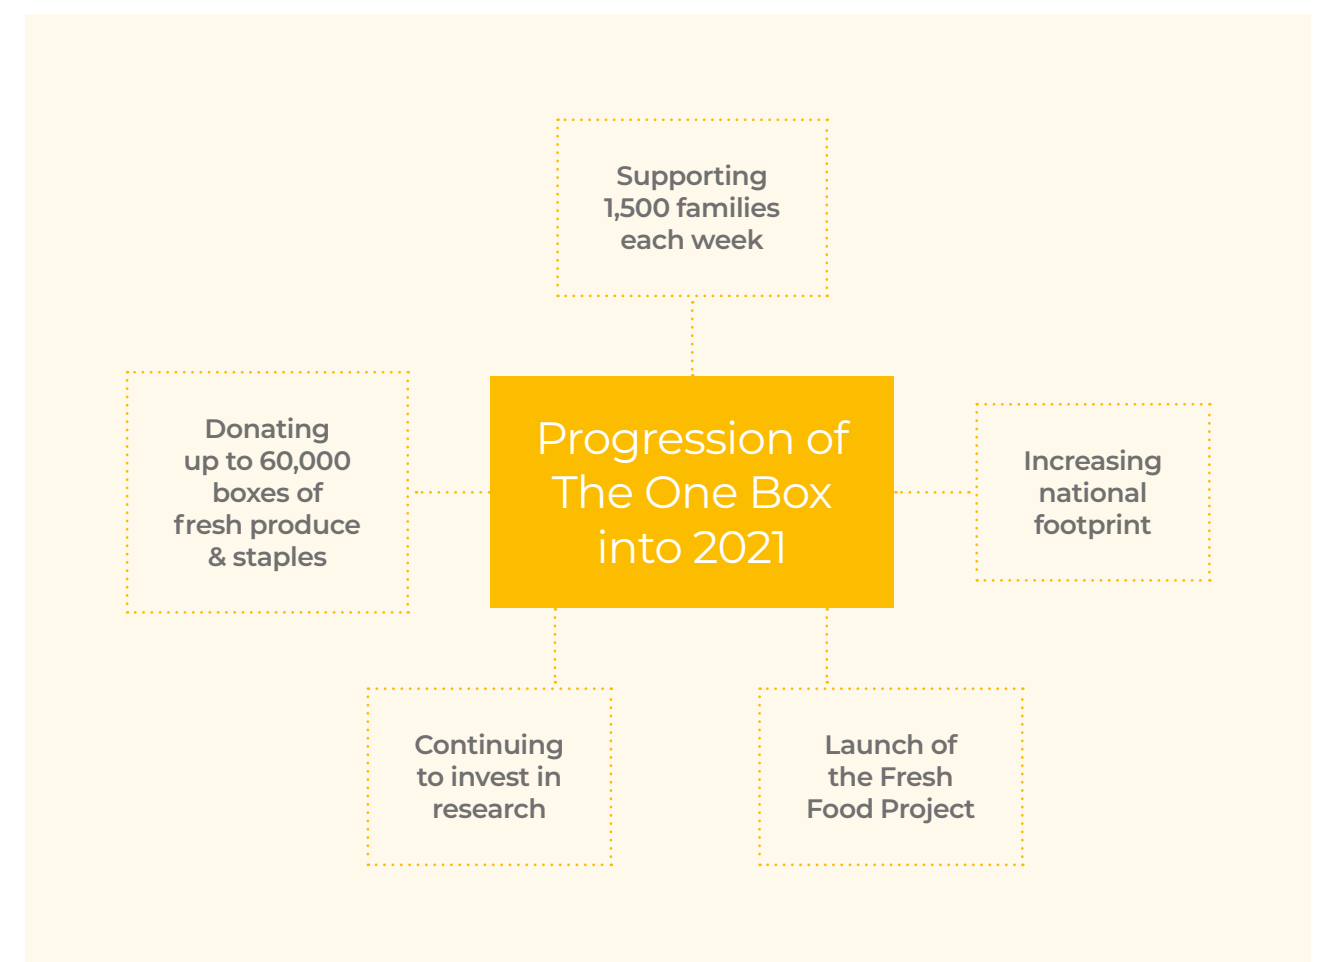 Supporting
1,500 families
each week
Donating
up to 60,000
boxes of
fresh produce
& staples
Progression of
The One Box
into 2021
Increasing
national
footprint
Continuing
to invest in
research
Launch of
the Fresh
Food Project